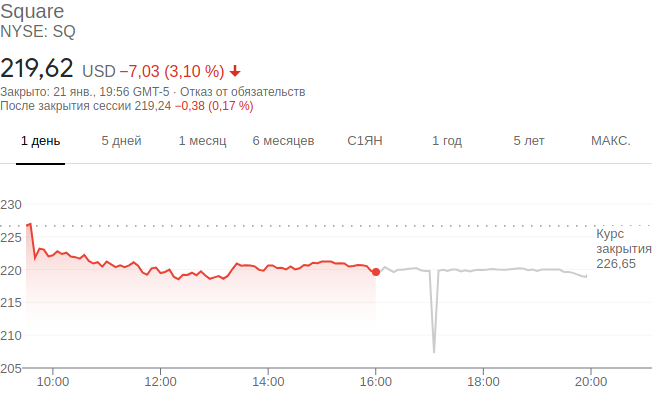 Square
NYSE: SQ
219,62 USD −7,03 (3,10 %)
Закрыто: 21 янв., 19:56 GMT-5 · Отказ от обязательств
После закрытия сессии 219,24 −0,38 (0,17 %)
1 день 5 дней 1 месяц 6 месяцев С1ЯН 1 год 5 лет МАКС.
230
225
220
215
210
205
Курс
закрытия
226,65
10:00 12:00 14:00 16:00 18:00 20:00